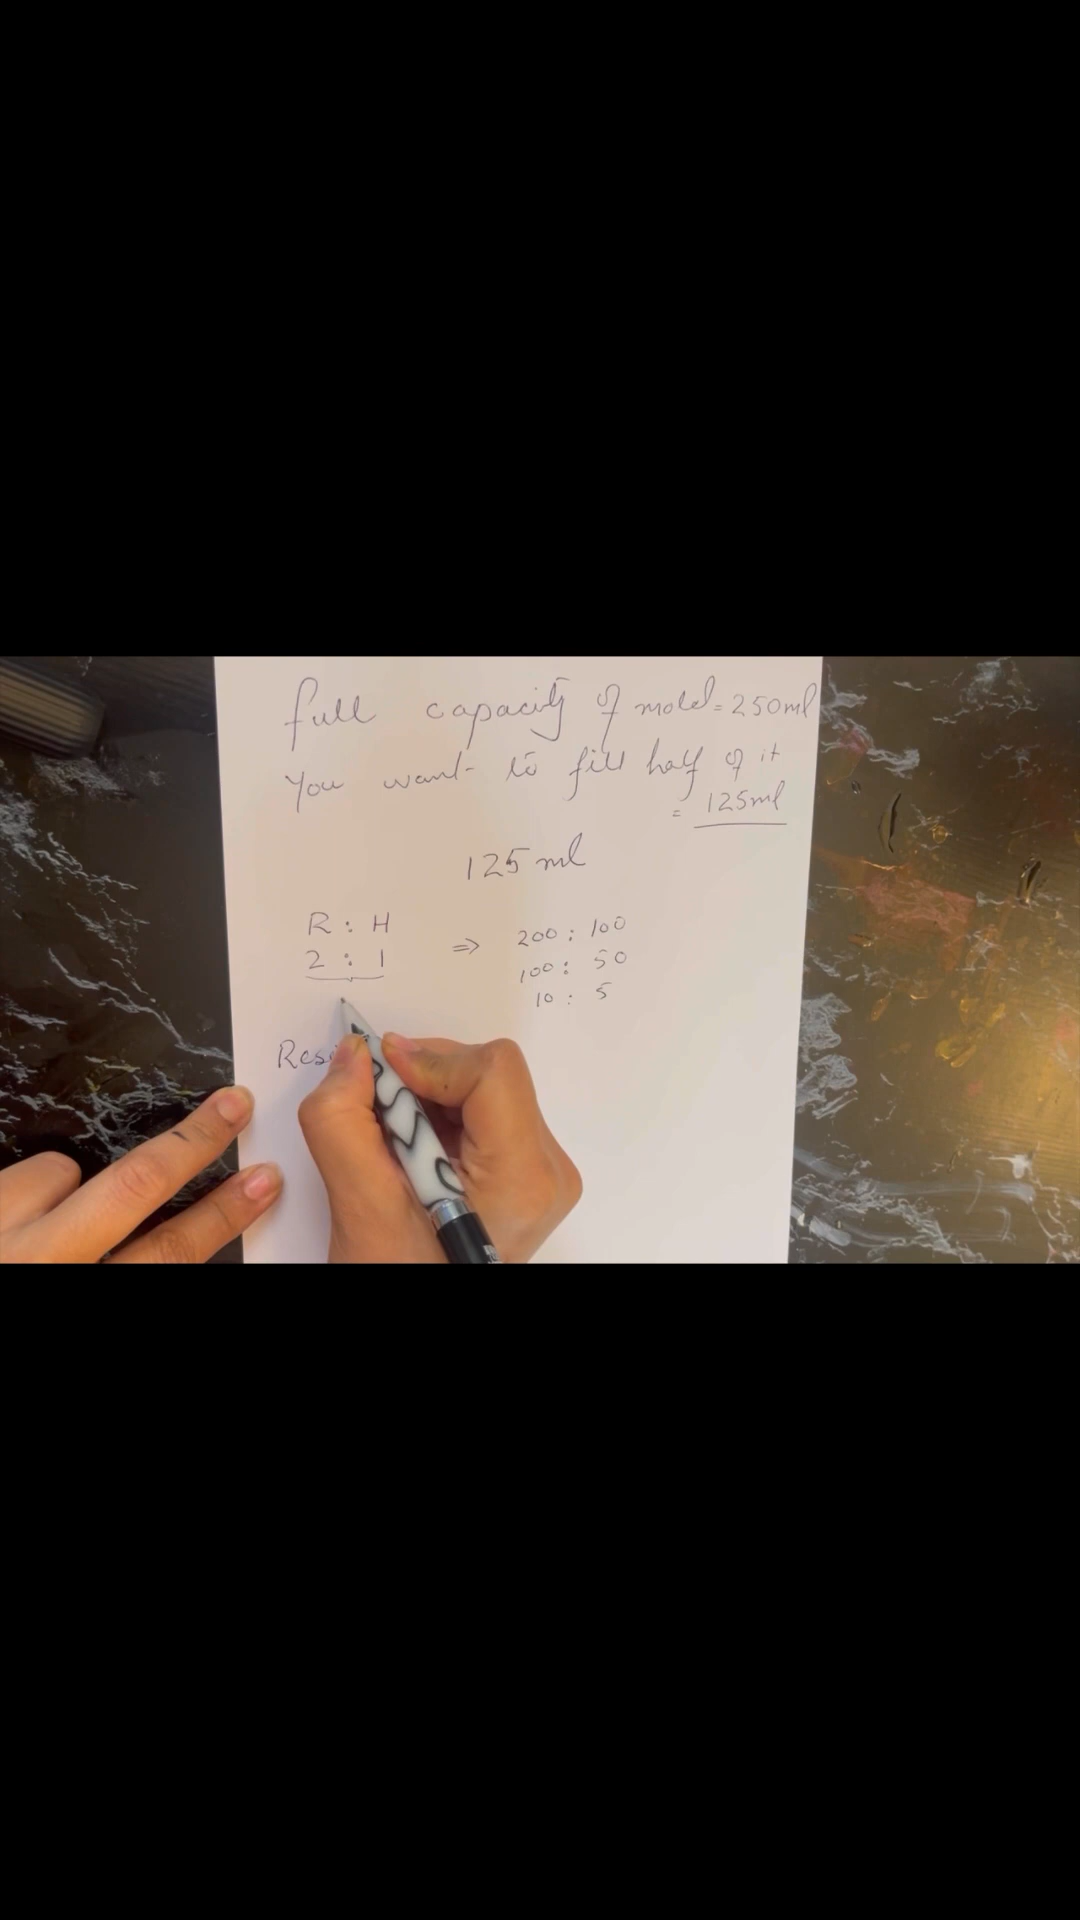 full capacity of mold = 250ml
You want to fill half of it
= 125ml
125 ml
R : H
2 : 1
⇒ 200 : 100
100 : 50
10 : 5